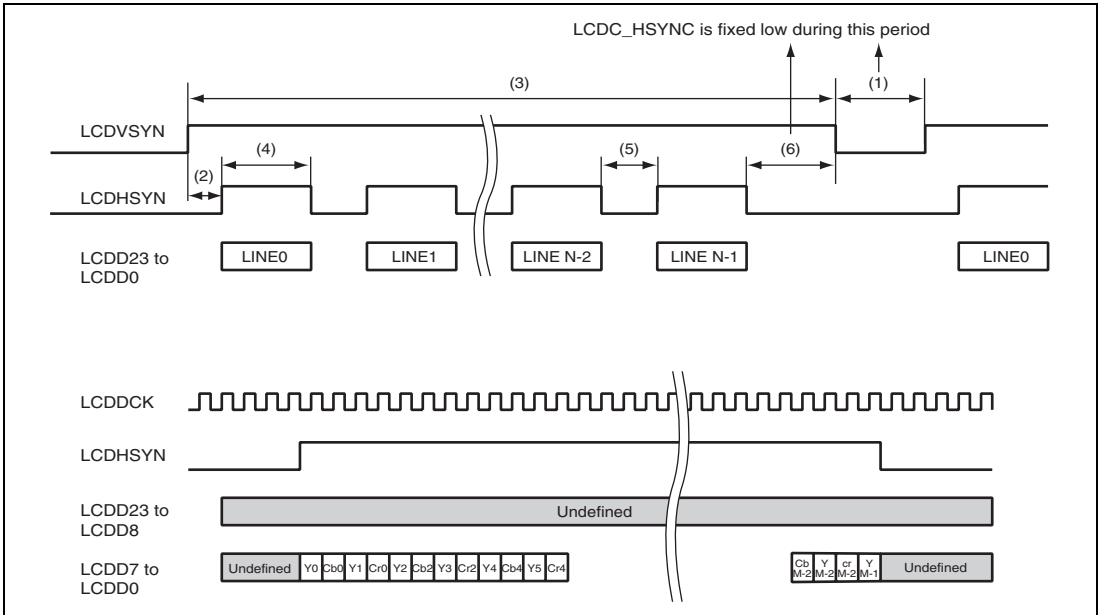 LCDC_HSYNC is fixed low during this period
(3)
(1)
LCDVSYN
(4)
(5)
(6)
(2)
LCDHSYN
LCDD23 to
LCDD0
LINE0
LINE1
LINE N-2
LINE N-1
LINE0
LCDDCK
LCDHSYN
LCDD23 to
LCDD8
Undefined
LCDD7 to
LCDD0
Undefined
Y0 Cb0 Y1 Cr0 Y2 Cb2 Y3 Cr2 Y4 Cb4 Y5 Cr4
Cb M-2
Y M-2
cr M-2
Y M-1
Undefined